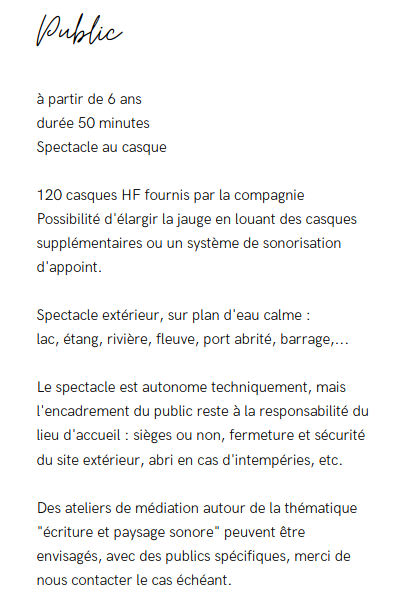 Public
à partir de 6 ans
durée 50 minutes
Spectacle au casque
120 casques HF fournis par la compagnie
Possibilité d'élargir la jauge en louant des casques
supplémentaires ou un système de sonorisation
d'appoint.
Spectacle extérieur, sur plan d'eau calme :
lac, étang, rivière, fleuve, port abrité, barrage,...
Le spectacle est autonome techniquement, mais
l'encadrement du public reste à la responsabilité du
lieu d'accueil : sièges ou non, fermeture et sécurité
du site extérieur, abri en cas d'intempéries, etc.
Des ateliers de médiation autour de la thématique
"écriture et paysage sonore" peuvent être
envisagés, avec des publics spécifiques, merci de
nous contacter le cas échéant.